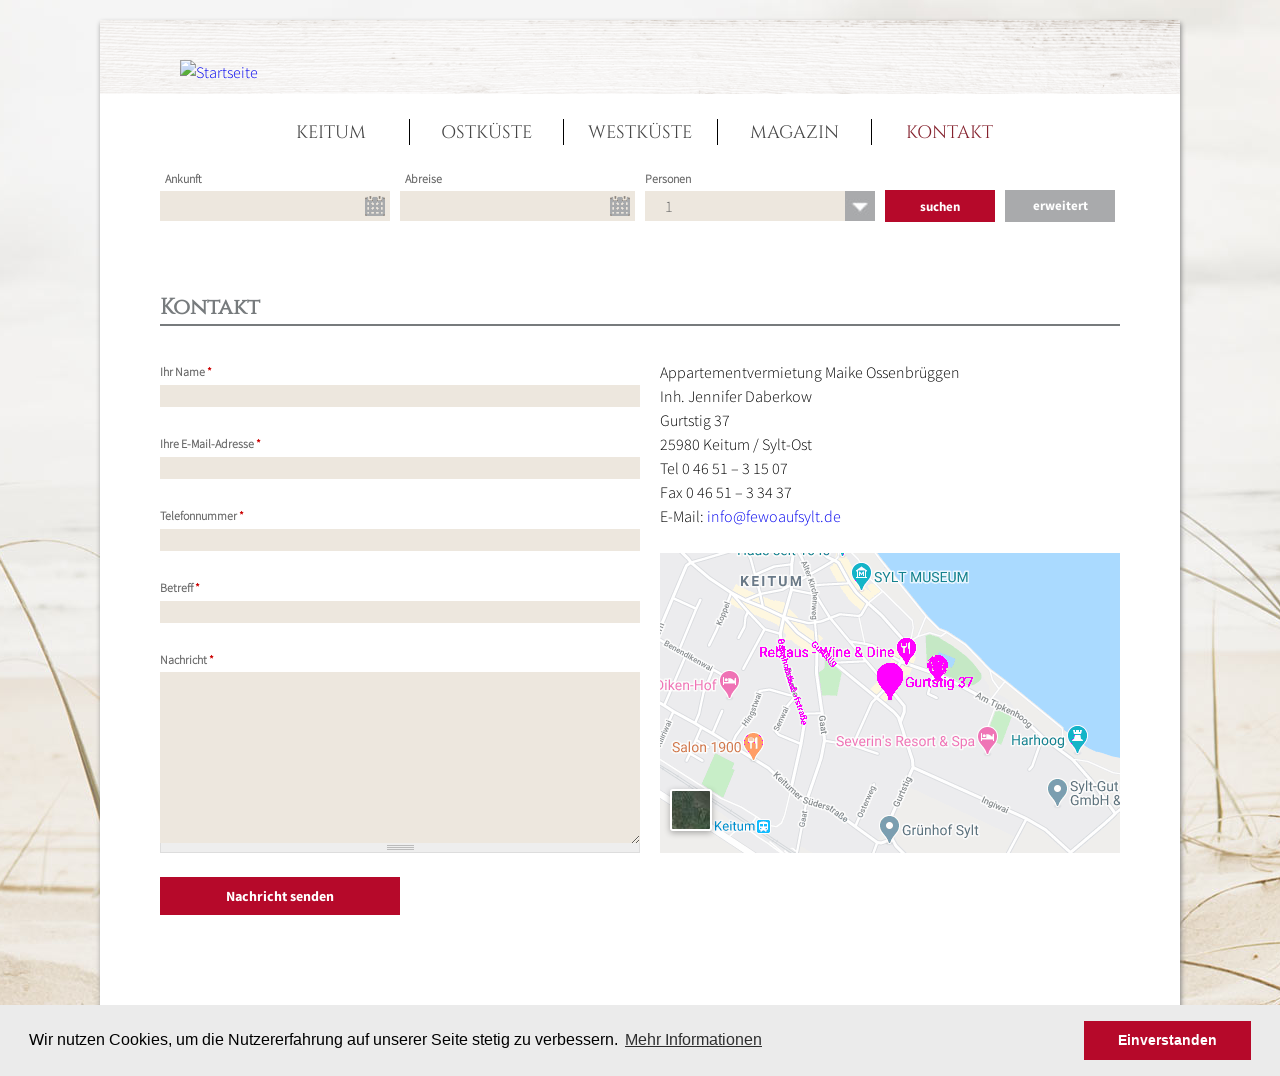 Startseite
KEITUM
OSTKÜSTE
WESTKÜSTE
MAGAZIN
KONTAKT
Ankunft
Abreise
Personen
1
suchen
erweitert
Kontakt
Ihr Name *
Ihre E-Mail-Adresse *
Telefonnummer *
Betreff *
Nachricht *
Nachricht senden
Appartementvermietung Maike Ossenbrüggen
Inh. Jennifer Daberkow
Gurtstig 37
25980 Keitum / Sylt-Ost
Tel 0 46 51 – 3 15 07
Fax 0 46 51 – 3 34 37
E-Mail: info@fewoaufsylt.de
KEITUM
SYLT MUSEUM
Alter Kirchenweg
Koppel
Benendikenwai
Gurtstig
Reblaus - Wine & Dine
Gurtstig 37
Diken-Hof
Am Tipkenhoog
Hingstwai
Senwai
Gaat
Severin's Resort & Spa
Harhoog
Salon 1900
Keitumer Süderstraße
Osterweg
Gurtstig
Ingiwai
Sylt-Gut
GmbH &
Gaat
Keitum
Grünhof Sylt
Wir nutzen Cookies, um die Nutzererfahrung auf unserer Seite stetig zu verbessern. Mehr Informationen
Einverstanden